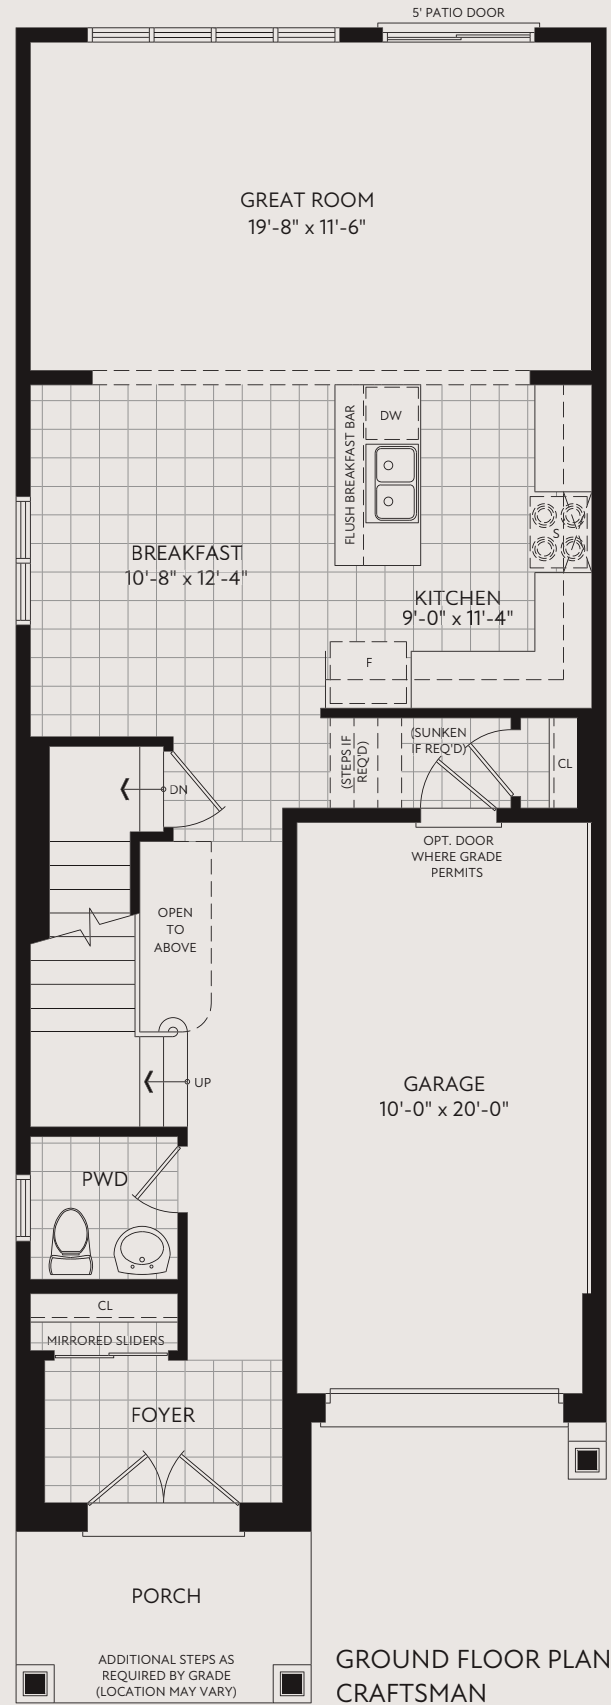 5' PATIO DOOR
GREAT ROOM
19'-8" x 11'-6"
FLUSH BREAKFAST BAR
DW
S
BREAKFAST
10'-8" x 12'-4"
KITCHEN
9'-0" x 11'-4"
F
(STEPS IF
REQ'D)
(SUNKEN
IF REQ'D)
CL
DN
OPT. DOOR
WHERE GRADE
PERMITS
OPEN
TO
ABOVE
UP
GARAGE
10'-0" x 20'-0"
PWD
CL
MIRRORED SLIDERS
FOYER
PORCH
ADDITIONAL STEPS AS
REQUIRED BY GRADE
(LOCATION MAY VARY)
GROUND FLOOR PLAN
CRAFTSMAN